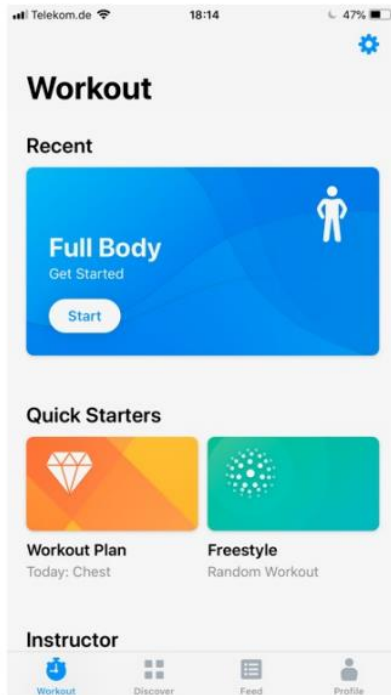 Telekom.de 18:14 47%
Workout
Recent
Full Body
Get Started
Start
Quick Starters
Workout Plan Freestyle
Today: Chest Random Workout
Instructor
Workout Discover Feed Profile